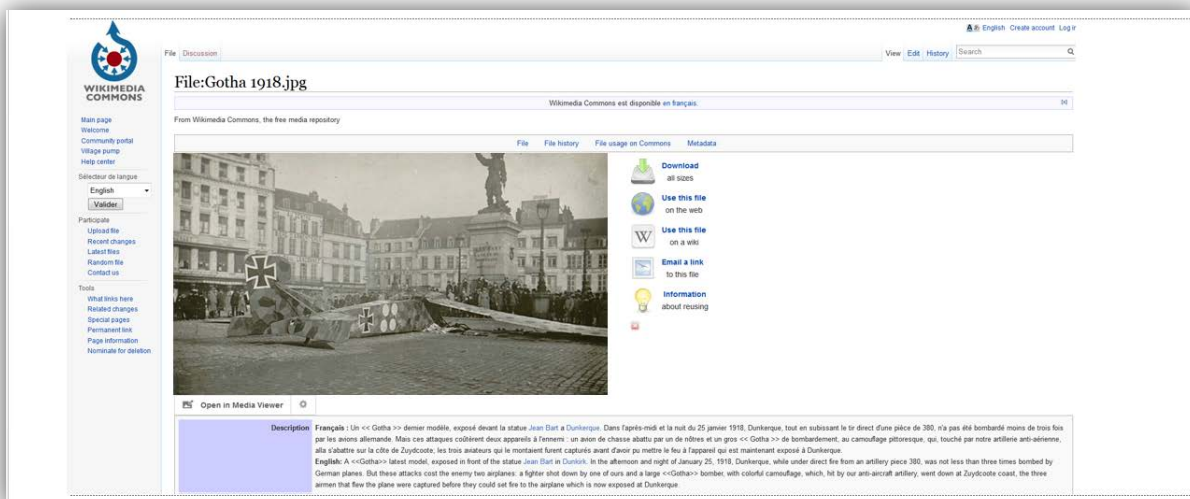 English Create account Log in
File Discussion
View Edit History Search
WIKIMEDIA
COMMONS
File:Gotha 1918.jpg
Wikimedia Commons est disponible en français. [x]
From Wikimedia Commons, the free media repository
File File history File usage on Commons Metadata
Main page
Welcome
Community portal
Village pump
Help center
Sélecteur de langue
English
Valider
Participate
Upload file
Recent changes
Latest files
Random file
Contact us
Tools
What links here
Related changes
Special pages
Permanent link
Page information
Nominate for deletion
Download
all sizes
Use this file
on the web
W
Use this file
on a wiki
Email a link
to this file
Information
about reusing
Open in Media Viewer
Description
Français : Un << Gotha >> dernier modèle, exposé devant la statue Jean Bart a Dunkerque. Dans l'après-midi et la nuit du 25 janvier 1918, Dunkerque, tout en subissant le tir direct d'une pièce de 380, n'a pas été bombardé moins de trois fois
par les avions allemande. Mais ces attaques coûtèrent deux appareils à l'ennemi : un avion de chasse abattu par un de nôtres et un gros << Gotha >> de bombardement, au camouflage pittoresque, qui, touché par notre artillerie anti-aérienne,
alla s'abattre sur la côte de Zuydcoote; les trois aviateurs qui le montaient furent capturés avant d'avoir pu mettre le feu à l'appareil qui est maintenant exposé à Dunkerque.
English: A <<Gotha>> latest model, exposed in front of the statue Jean Bart in Dunkirk. In the afternoon and night of January 25, 1918, Dunkerque, while under direct fire from an artillery piece 380, was not less than three times bombed by
German planes. But these attacks cost the enemy two airplanes: a fighter shot down by one of ours and a large <<Gotha>> bomber, with colorful camouflage, which, hit by our anti-aircraft artillery, went down at Zuydcoote coast, the three
airmen that flew the plane were captured before they could set fire to the airplane which is now exposed at Dunkerque.